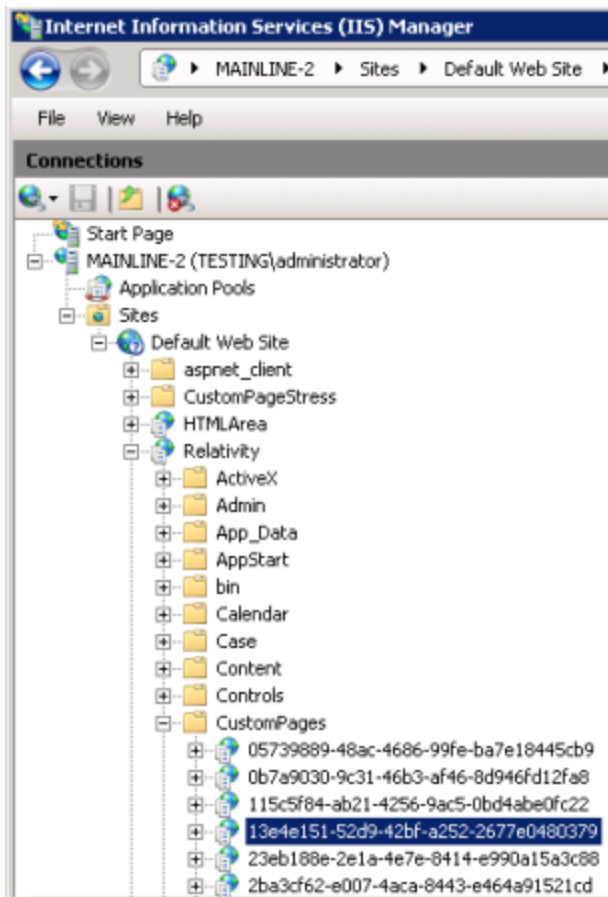 Internet Information Services (IIS) Manager
MAINLINE-2 Sites Default Web Site
File View Help
Connections
Start Page
MAINLINE-2 (TESTING\administrator)
Application Pools
Sites
Default Web Site
aspnet_client
CustomPageStress
HTMLArea
Relativity
ActiveX
Admin
App_Data
AppStart
bin
Calendar
Case
Content
Controls
CustomPages
05739889-48ac-4686-99fe-ba7e18445cb9
0b7a9030-9c31-46b3-af46-8d946fd12fa8
115c5f84-ab21-4256-9ac5-0bd4abe0fc22
13e4e151-52d9-42bf-a252-2677e0480379
23eb188e-2e1a-4e7e-8414-e990a15a3c88
2ba3cf62-e007-4aca-8443-e464a91521cd